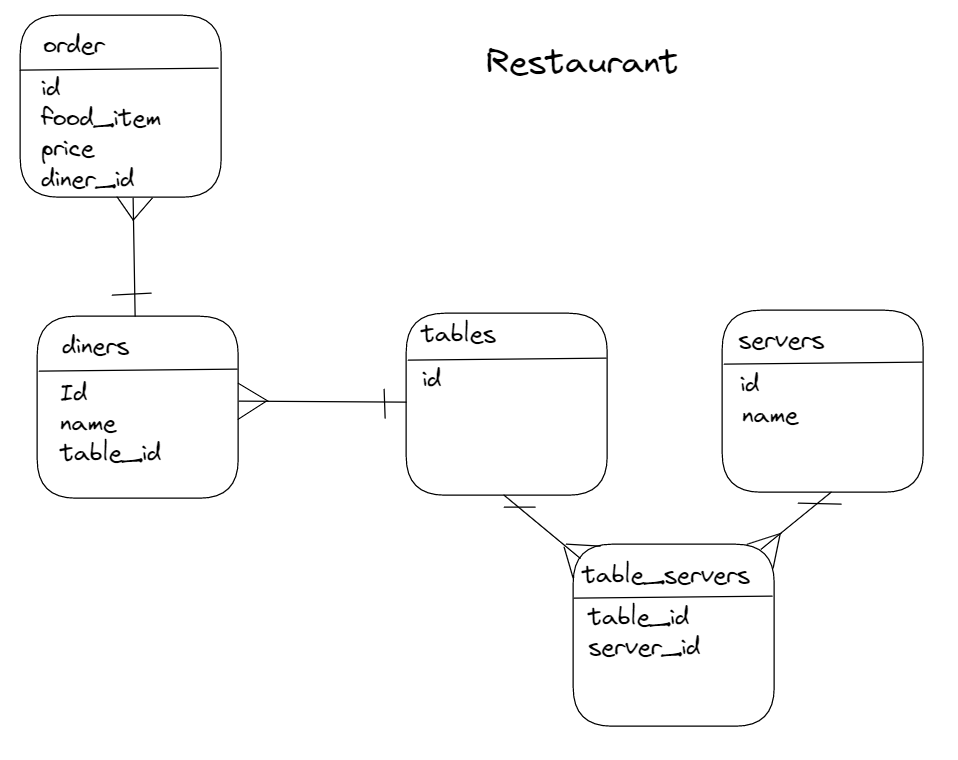 Restaurant
order
id
food_item
price
diner_id
diners
Id
name
table_id
tables
id
servers
id
name
table_servers
table_id
server_id